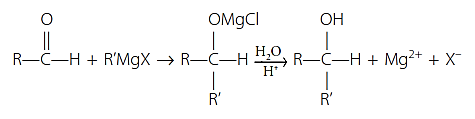 O OMgCl OH
R—C—H + R'MgX → R—C—H H₂O R—C—H + Mg²⁺ + X⁻
H⁺
R' R'